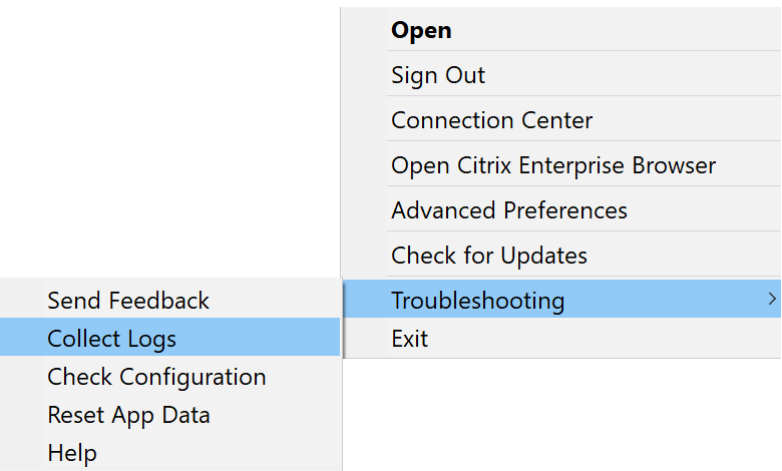 Open
Sign Out
Connection Center
Open Citrix Enterprise Browser
Advanced Preferences
Check for Updates
Troubleshooting
Exit
Send Feedback
Collect Logs
Check Configuration
Reset App Data
Help